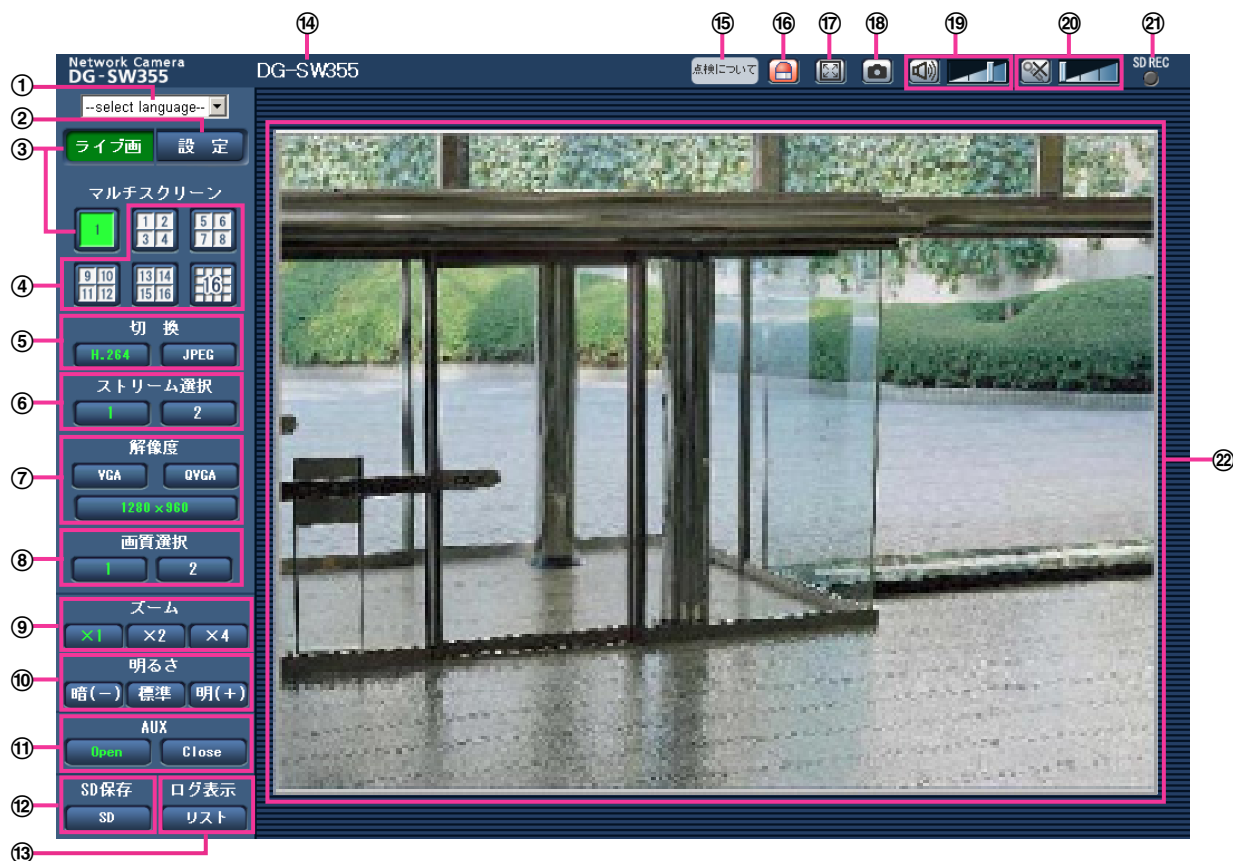 ⑭
⑮
⑯
⑰
⑱
⑲
⑳
㉑
Network Camera
DG-SW355
DG-SW355
点検について
SD REC
①
--select language--
②
③
ライブ画
設 定
マルチスクリーン
1
1 2
3 4
5 6
7 8
④
9 10
11 12
13 14
15 16
16
⑤
切 換
H.264
JPEG
⑥
ストリーム選択
1
2
⑦
解像度
VGA
QVGA
1280×960
㉒
⑧
画質選択
1
2
⑨
ズーム
×1
×2
×4
⑩
明るさ
暗(−)
標準
明(+)
⑪
AUX
Open
Close
⑫
SD保存
SD
ログ表示
リスト
⑬